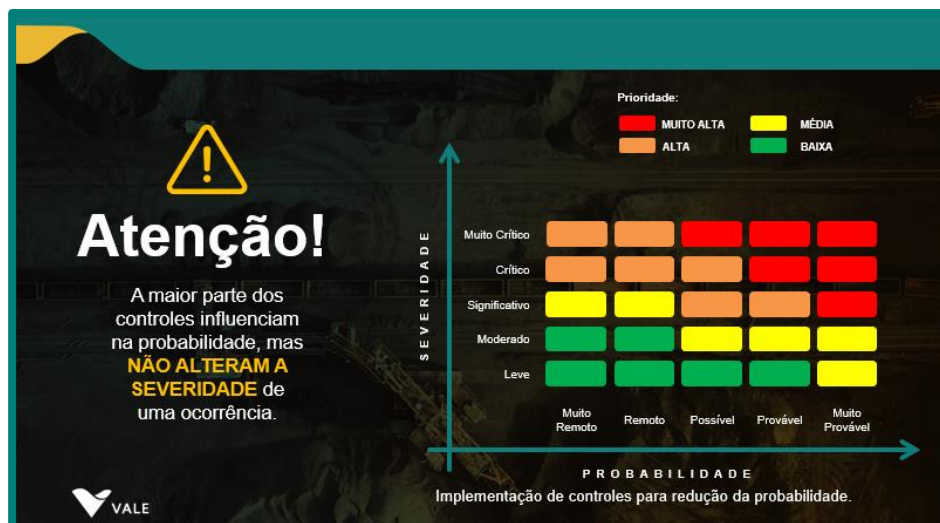 Atenção!
A maior parte dos
controles influenciam
na probabilidade, mas
NÃO ALTERAM A
SEVERIDADE de
uma ocorrência.
VALE
Prioridade:
MUITO ALTA
MÉDIA
ALTA
BAIXA
SEVERIDADE
Muito Crítico
Crítico
Significativo
Moderado
Leve
Muito
Remoto
Remoto
Possível
Provável
Muito
Provável
PROBABILIDADE
Implementação de controles para redução da probabilidade.